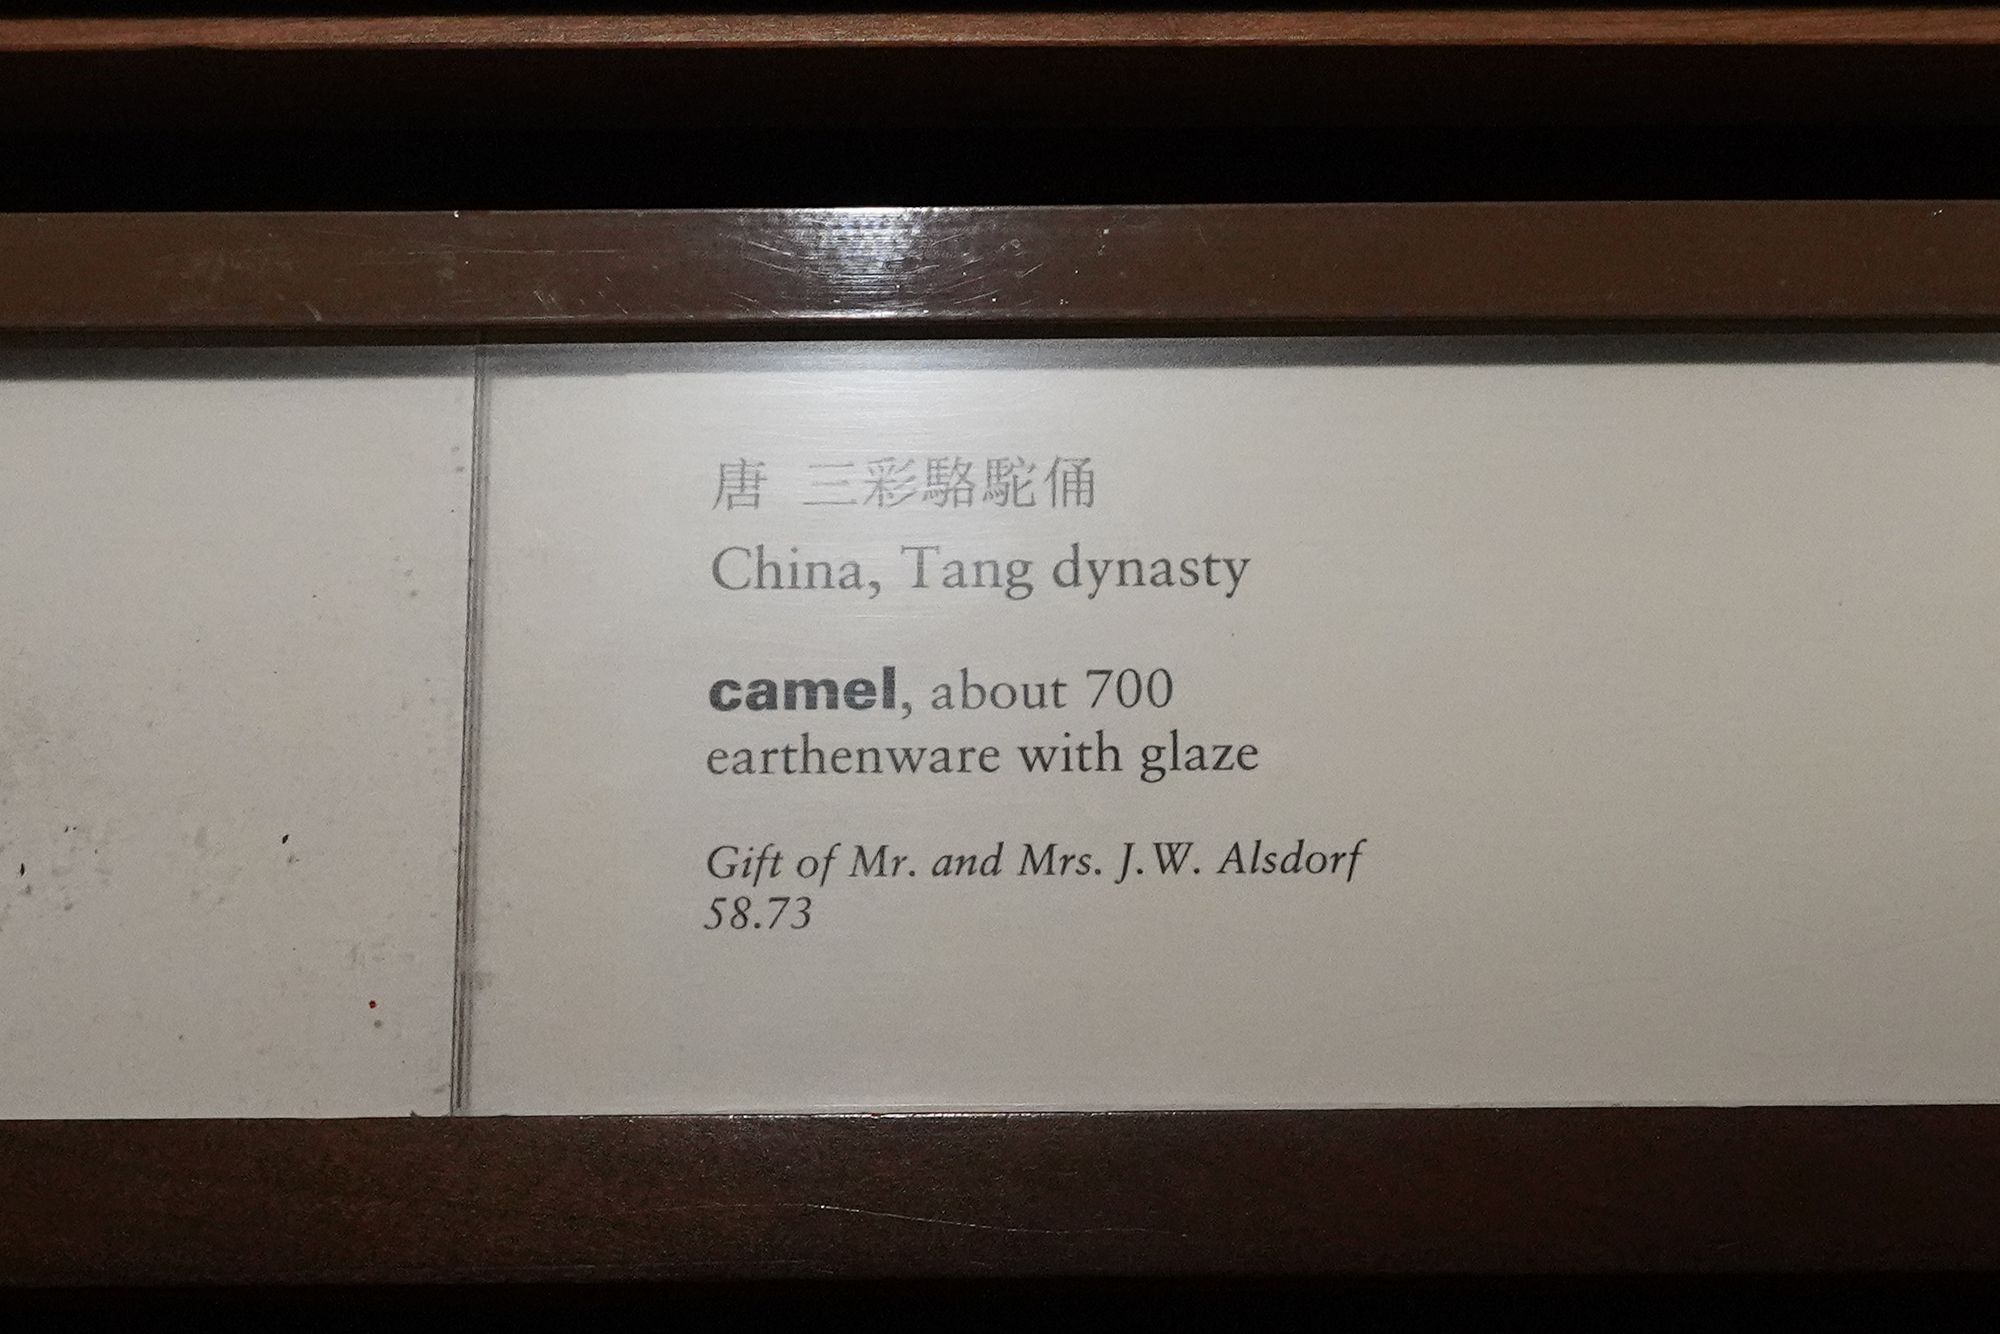 唐 三彩駱駝俑
China, Tang dynasty
camel, about 700
earthenware with glaze
Gift of Mr. and Mrs. J.W. Alsdorf
58.73